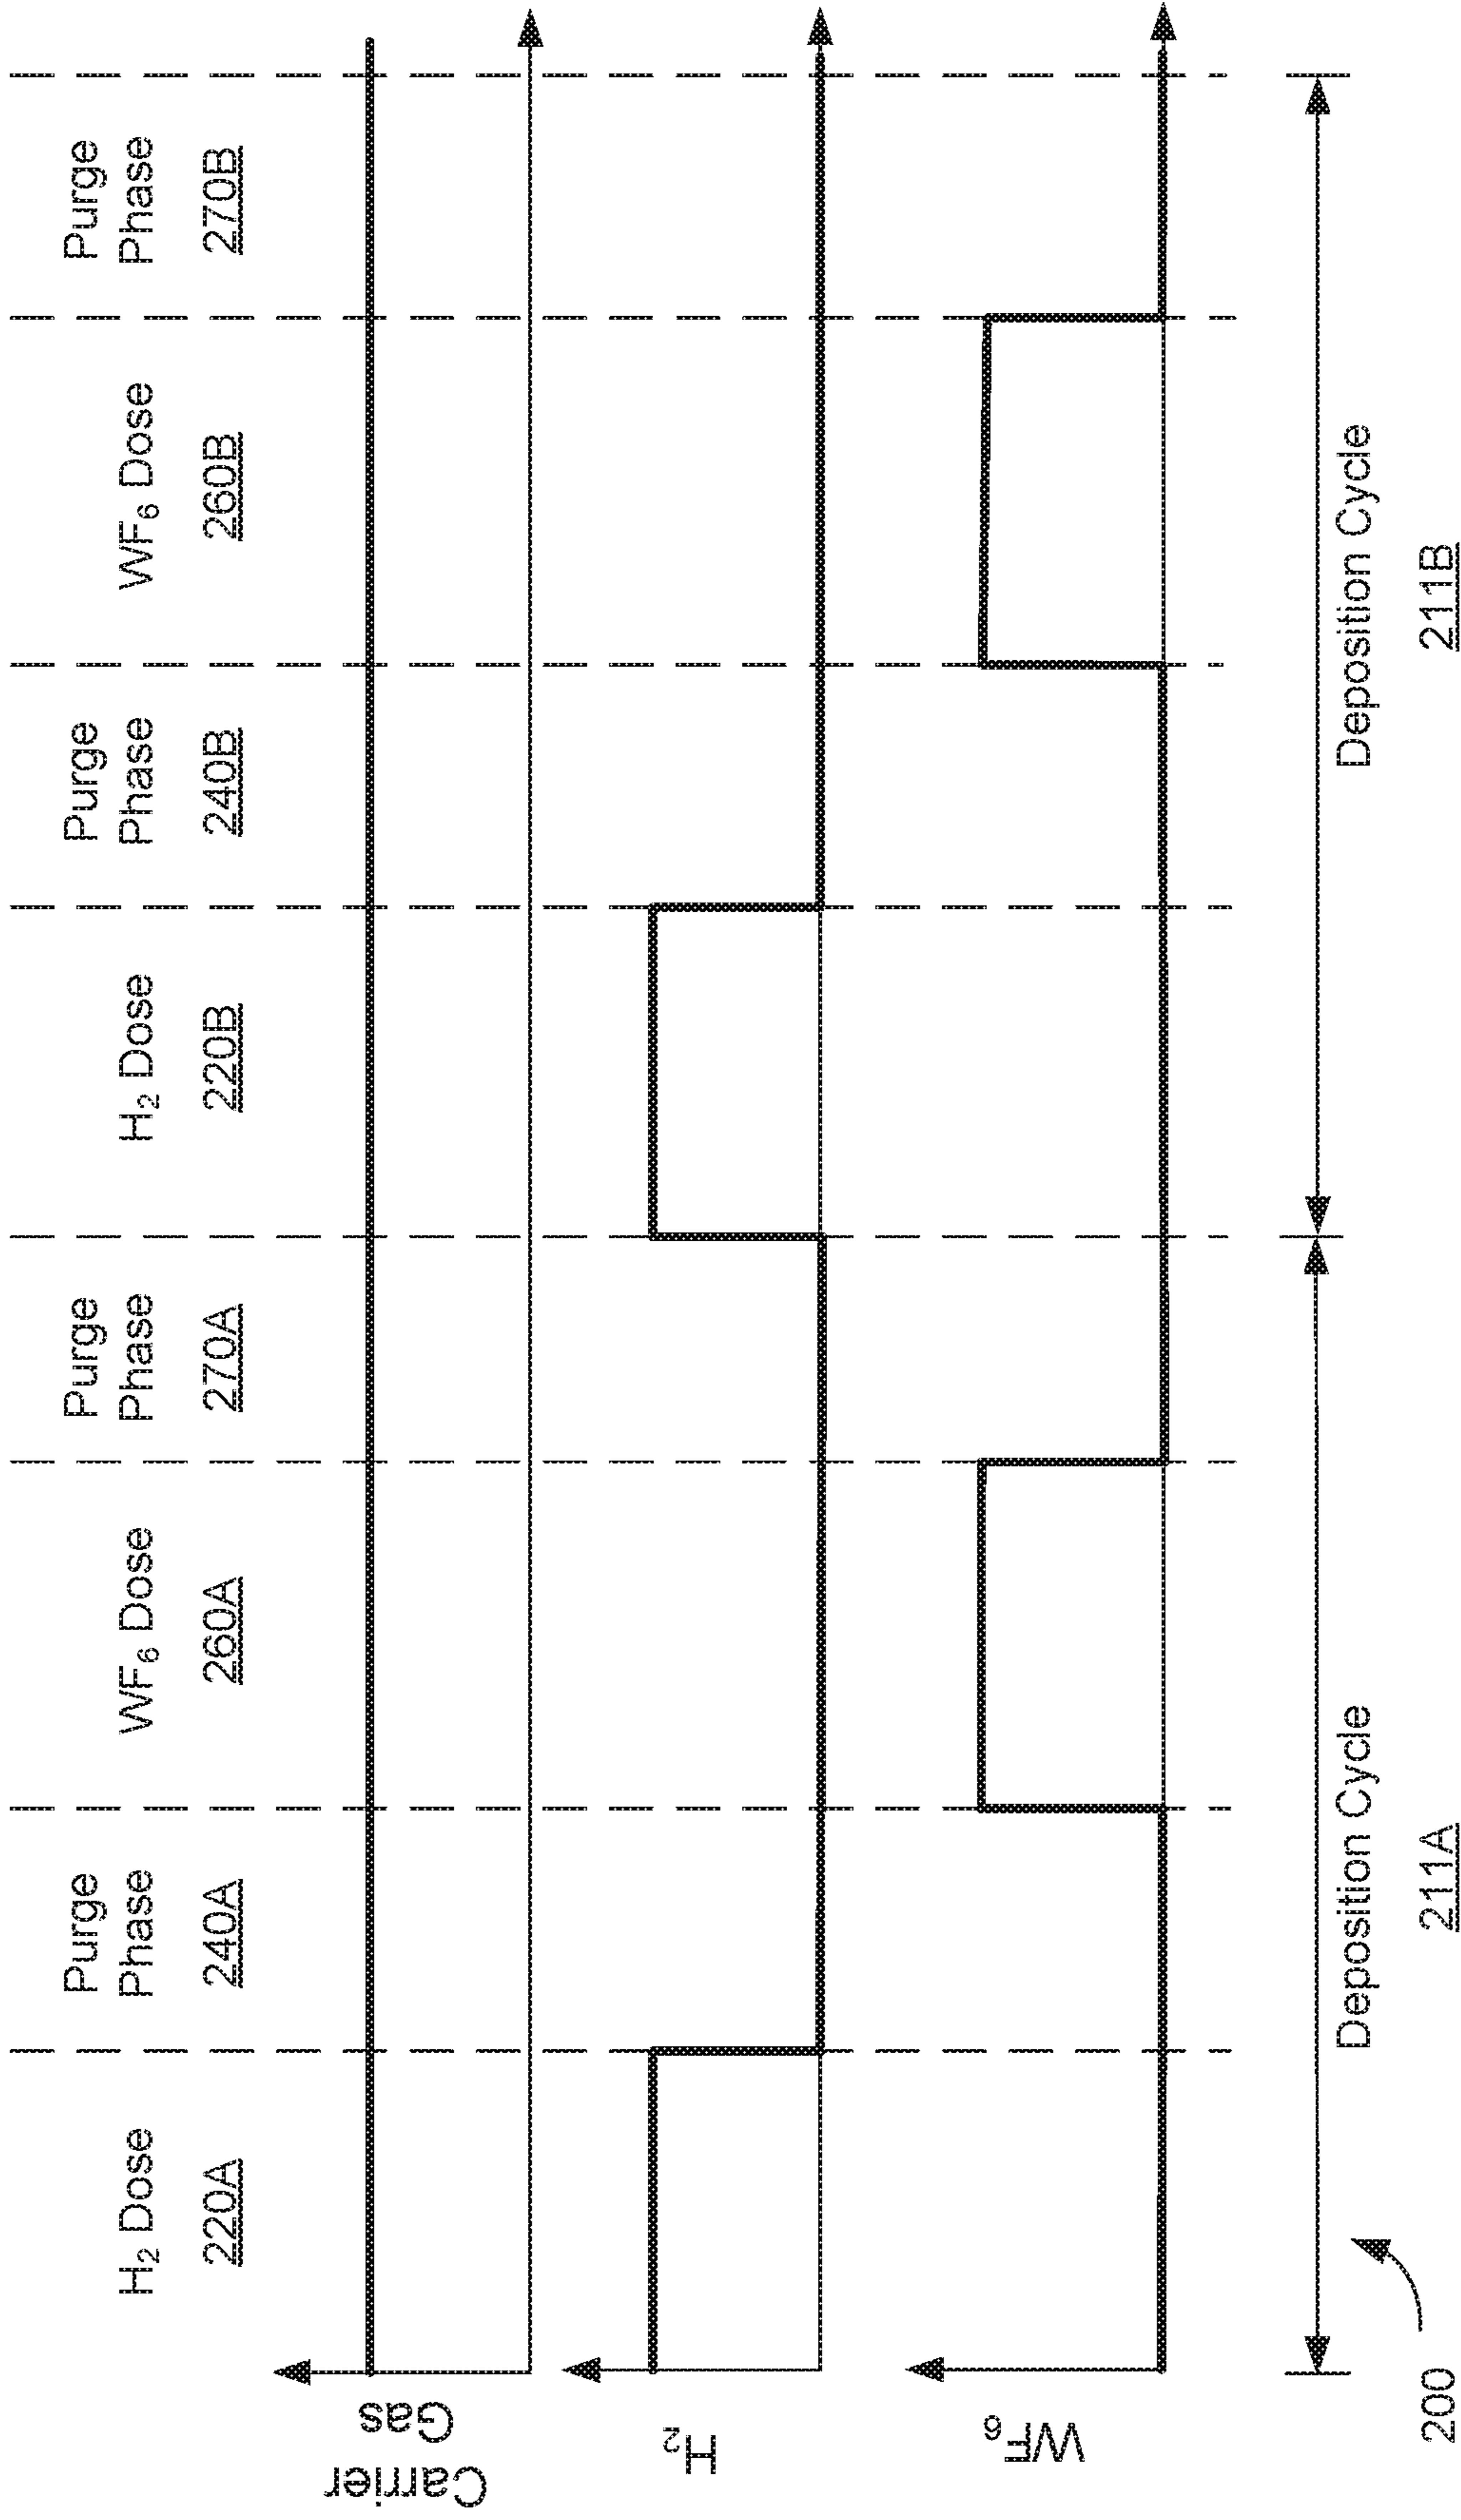 H₂ Dose
220A
Purge
Phase
240A
WF₆ Dose
260A
Purge
Phase
270A
H₂ Dose
220B
Purge
Phase
240B
WF₆ Dose
260B
Purge
Phase
270B
Carrier
Gas
H₂
WF₆
Deposition Cycle
211A
Deposition Cycle
211B
200